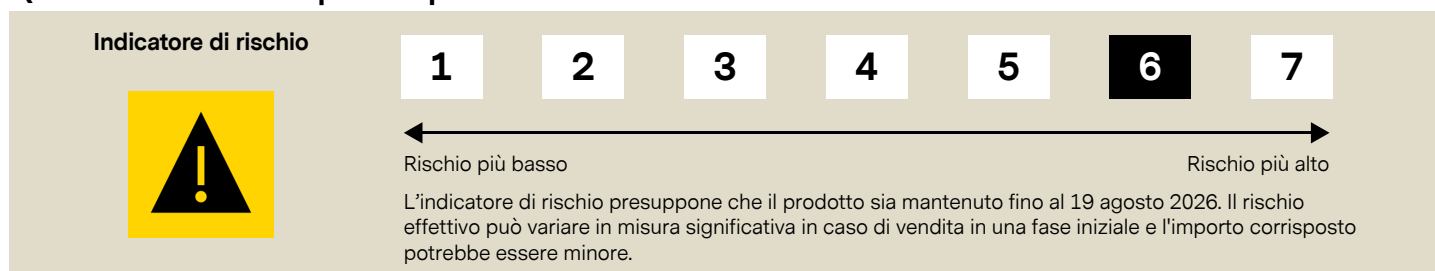 Indicatore di rischio
1 2 3 4 5 6 7
Rischio più basso Rischio più alto
L'indicatore di rischio presuppone che il prodotto sia mantenuto fino al 19 agosto 2026. Il rischio
effettivo può variare in misura significativa in caso di vendita in una fase iniziale e l'importo corrisposto
potrebbe essere minore.